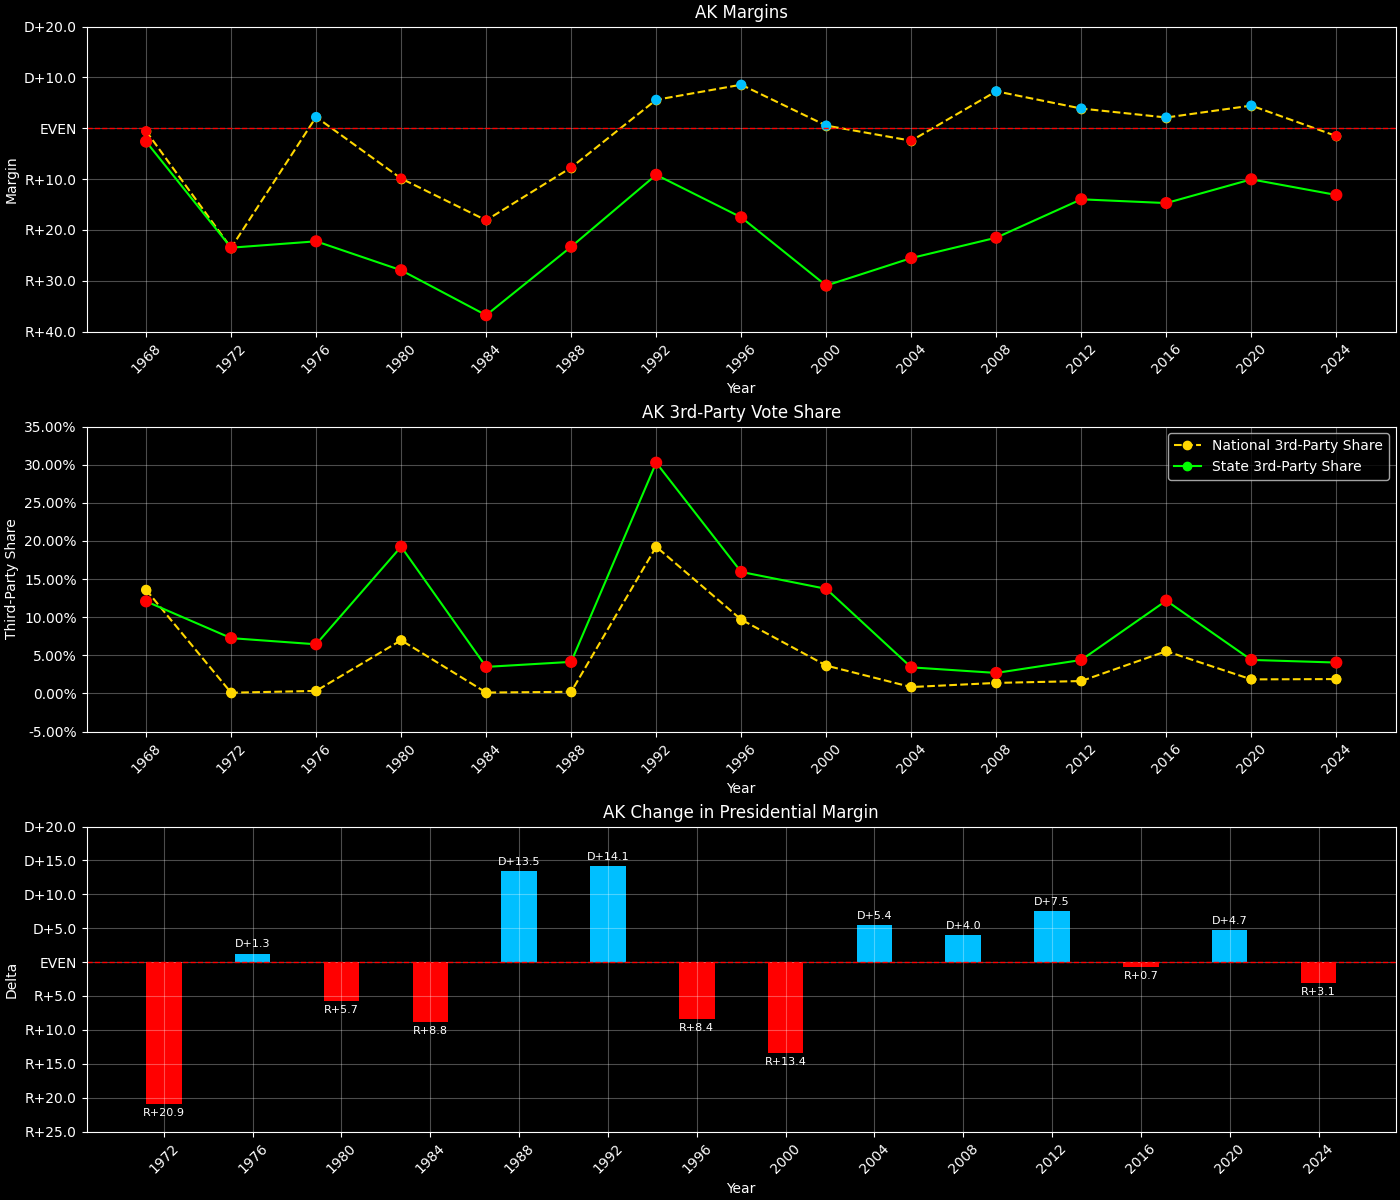 AK Margins
D+20.0
D+10.0
EVEN
R+10.0
R+20.0
R+30.0
R+40.0
Margin
1968 1972 1976 1980 1984 1988 1992 1996 2000 2004 2008 2012 2016 2020 2024
Year
AK 3rd-Party Vote Share
35.00%
30.00%
25.00%
20.00%
15.00%
10.00%
5.00%
0.00%
-5.00%
Third-Party Share
National 3rd-Party Share
State 3rd-Party Share
1968 1972 1976 1980 1984 1988 1992 1996 2000 2004 2008 2012 2016 2020 2024
Year
AK Change in Presidential Margin
D+20.0
D+15.0
D+10.0
D+5.0
EVEN
R+5.0
R+10.0
R+15.0
R+20.0
R+25.0
Delta
R+20.9
D+1.3
R+5.7
R+8.8
D+13.5
D+14.1
R+8.4
R+13.4
D+5.4
D+4.0
D+7.5
R+0.7
D+4.7
R+3.1
1972 1976 1980 1984 1988 1992 1996 2000 2004 2008 2012 2016 2020 2024
Year